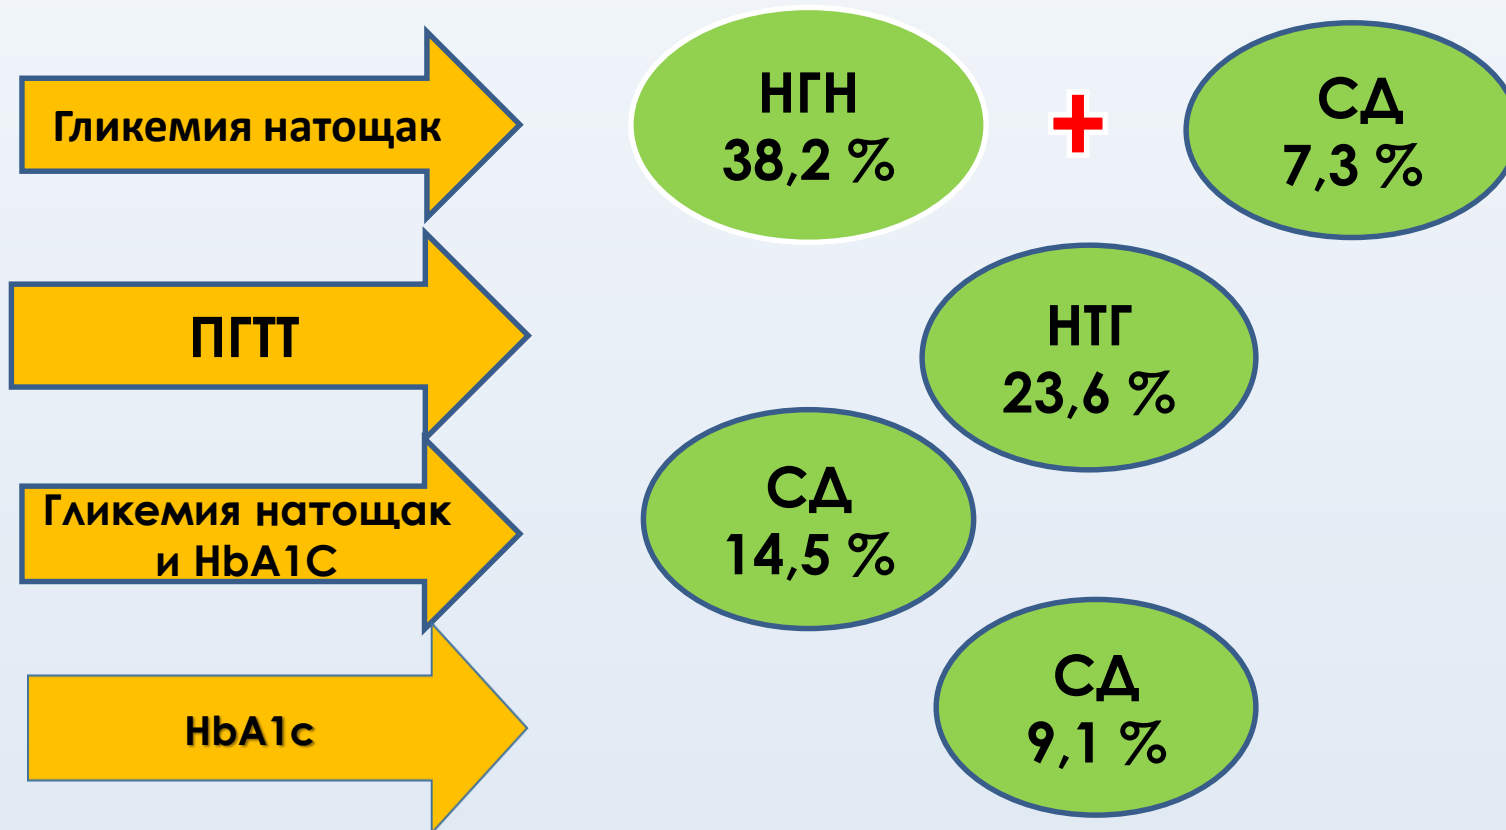 Гликемия натощак
НГН
38,2 %
+
СД
7,3 %
ПГТТ
НТГ
23,6 %
Гликемия натощак
и HbA1C
СД
14,5 %
HbA1c
СД
9,1 %